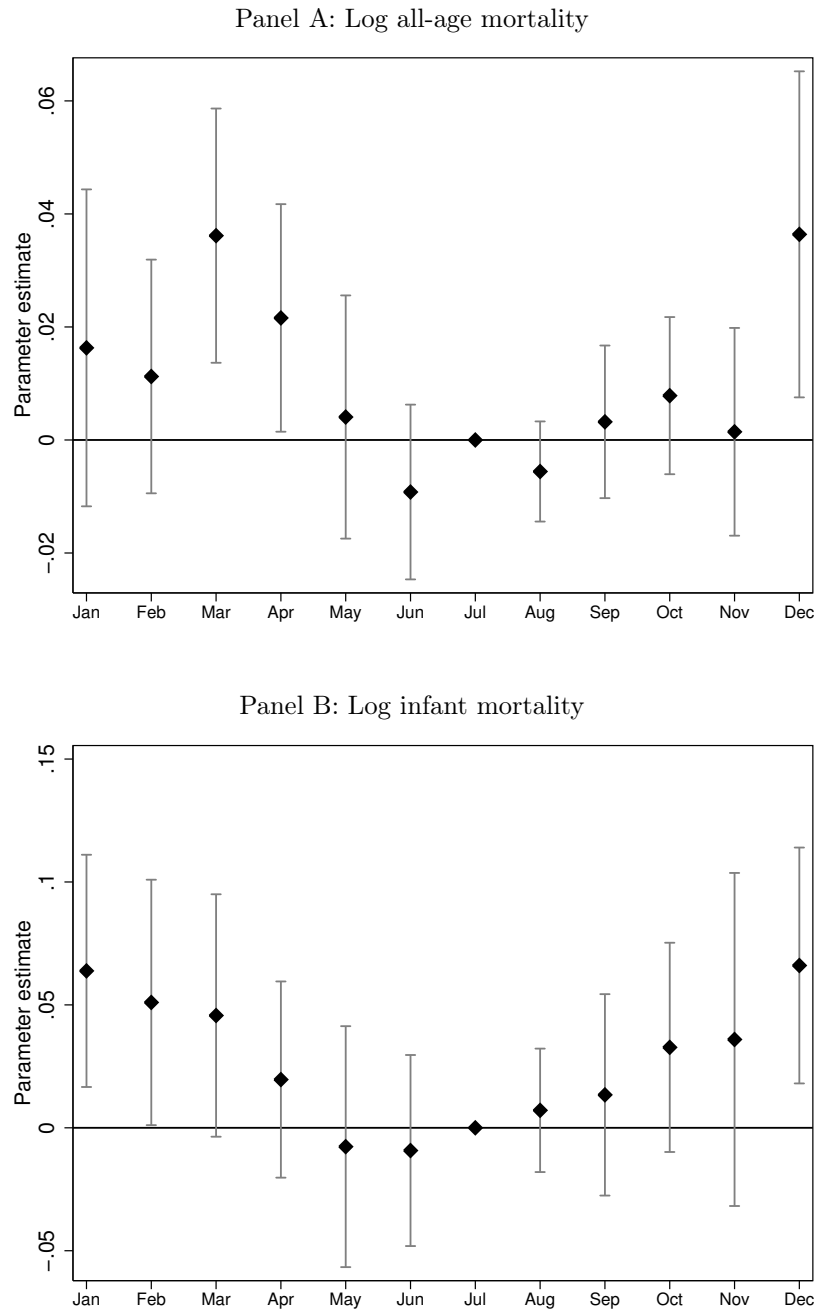 Panel A: Log all-age mortality
Parameter estimate
.06
.04
.02
0
−.02
Jan Feb Mar Apr May Jun Jul Aug Sep Oct Nov Dec
Panel B: Log infant mortality
Parameter estimate
.15
.1
.05
0
−.05
Jan Feb Mar Apr May Jun Jul Aug Sep Oct Nov Dec